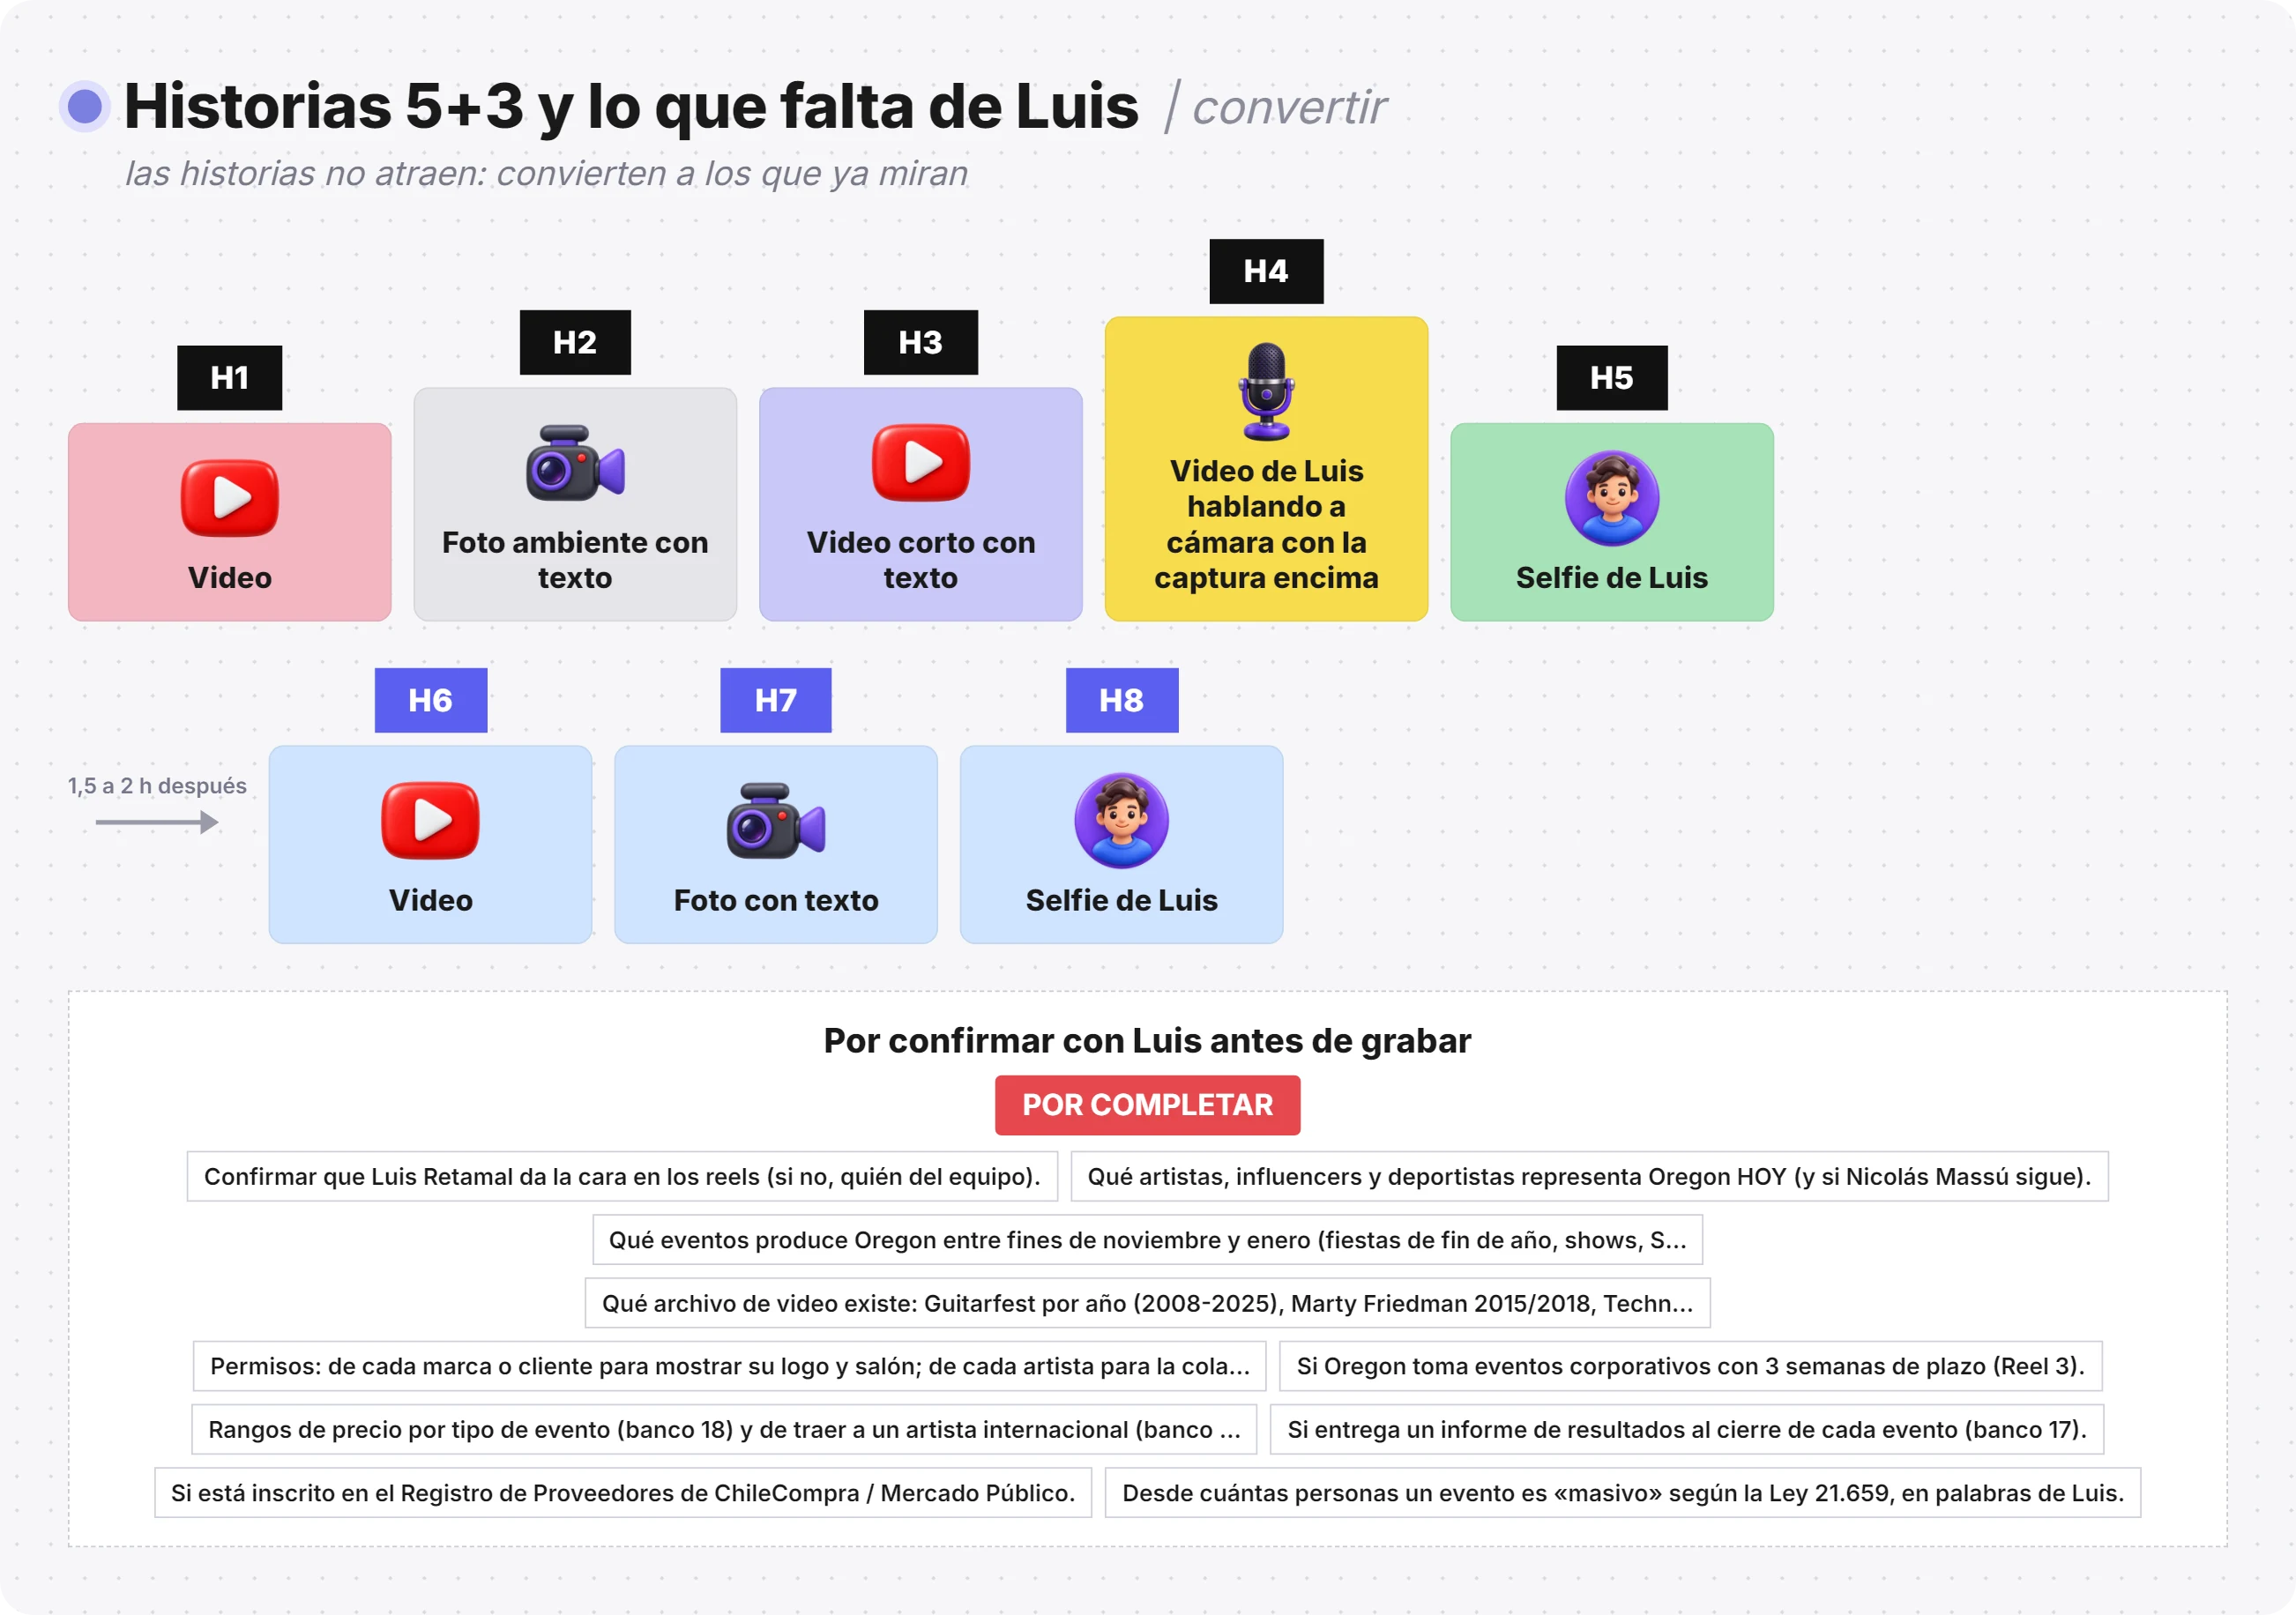 Historias 5+3 y lo que falta de Luis | convertir
las historias no atraen: convierten a los que ya miran
H1
Video
H2
Foto ambiente con
texto
H3
Video corto con
texto
H4
Video de Luis
hablando a
cámara con la
captura encima
H5
Selfie de Luis
1,5 a 2 h después
H6
Video
H7
Foto con texto
H8
Selfie de Luis
Por confirmar con Luis antes de grabar
POR COMPLETAR
Confirmar que Luis Retamal da la cara en los reels (si no, quién del equipo).
Qué artistas, influencers y deportistas representa Oregon HOY (y si Nicolás Massú sigue).
Qué eventos produce Oregon entre fines de noviembre y enero (fiestas de fin de año, shows, S...
Qué archivo de video existe: Guitarfest por año (2008-2025), Marty Friedman 2015/2018, Techn...
Permisos: de cada marca o cliente para mostrar su logo y salón; de cada artista para la cola...
Si Oregon toma eventos corporativos con 3 semanas de plazo (Reel 3).
Rangos de precio por tipo de evento (banco 18) y de traer a un artista internacional (banco ...
Si entrega un informe de resultados al cierre de cada evento (banco 17).
Si está inscrito en el Registro de Proveedores de ChileCompra / Mercado Público.
Desde cuántas personas un evento es «masivo» según la Ley 21.659, en palabras de Luis.